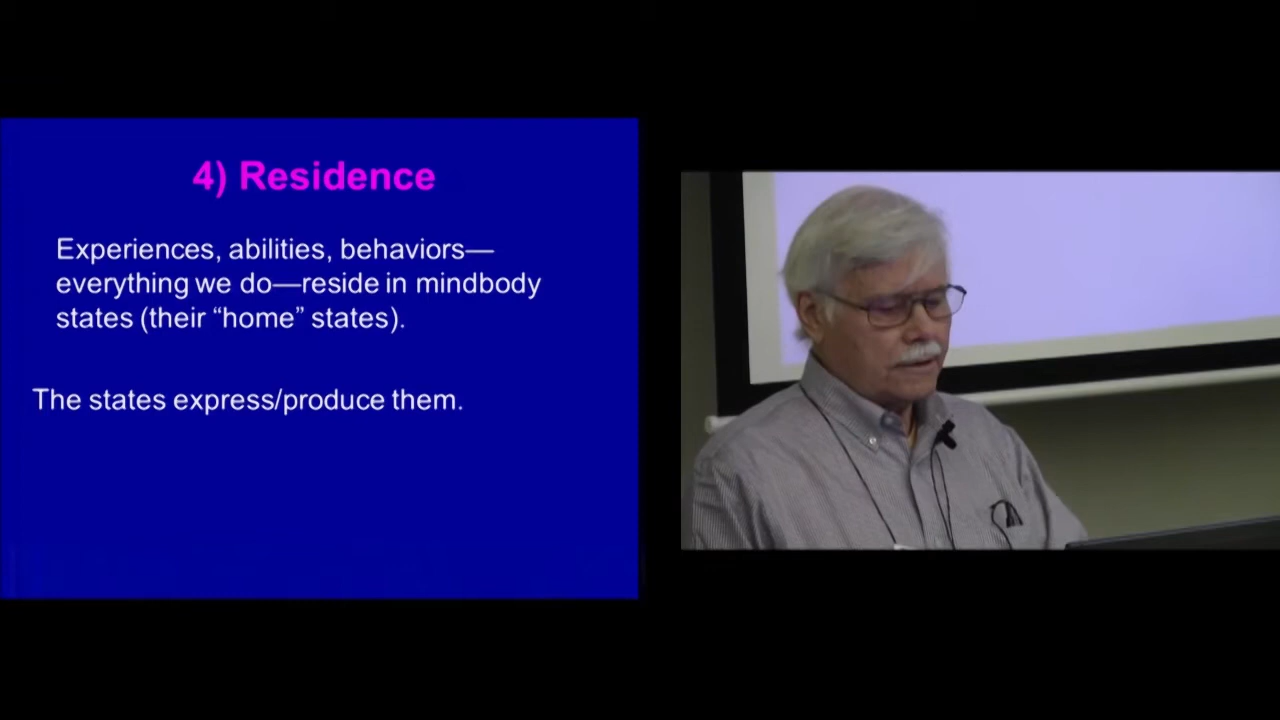 4) Residence
Experiences, abilities, behaviors—
everything we do—reside in mindbody
states (their “home” states).
The states express/produce them.